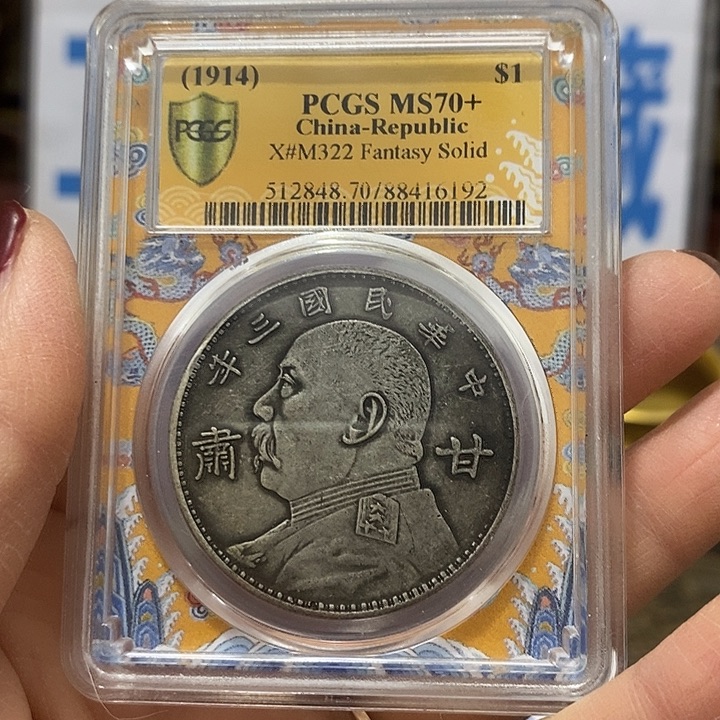 (1914) $1
PCGS MS70+
PCGS
China-Republic
X#M322 Fantasy Solid
512848.70/88416192
年三國民華中
肅 甘